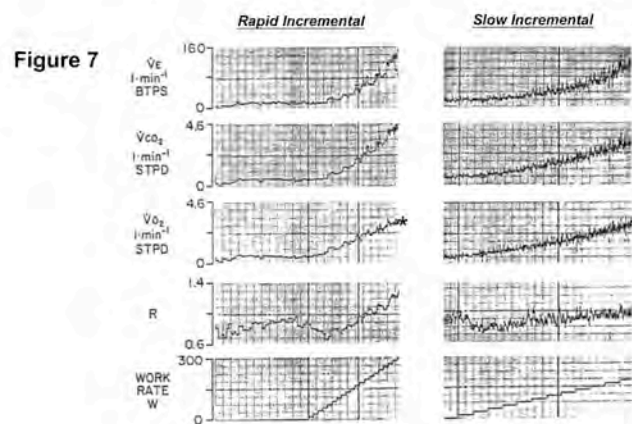 Rapid Incremental
Slow Incremental
Figure 7
160
V̇E
l·min⁻¹
BTPS
0
4.6
V̇CO₂
l·min⁻¹
STPD
0
4.6
V̇O₂
l·min⁻¹
STPD
0
*
1.4
R
0.6
300
WORK
RATE
W
0